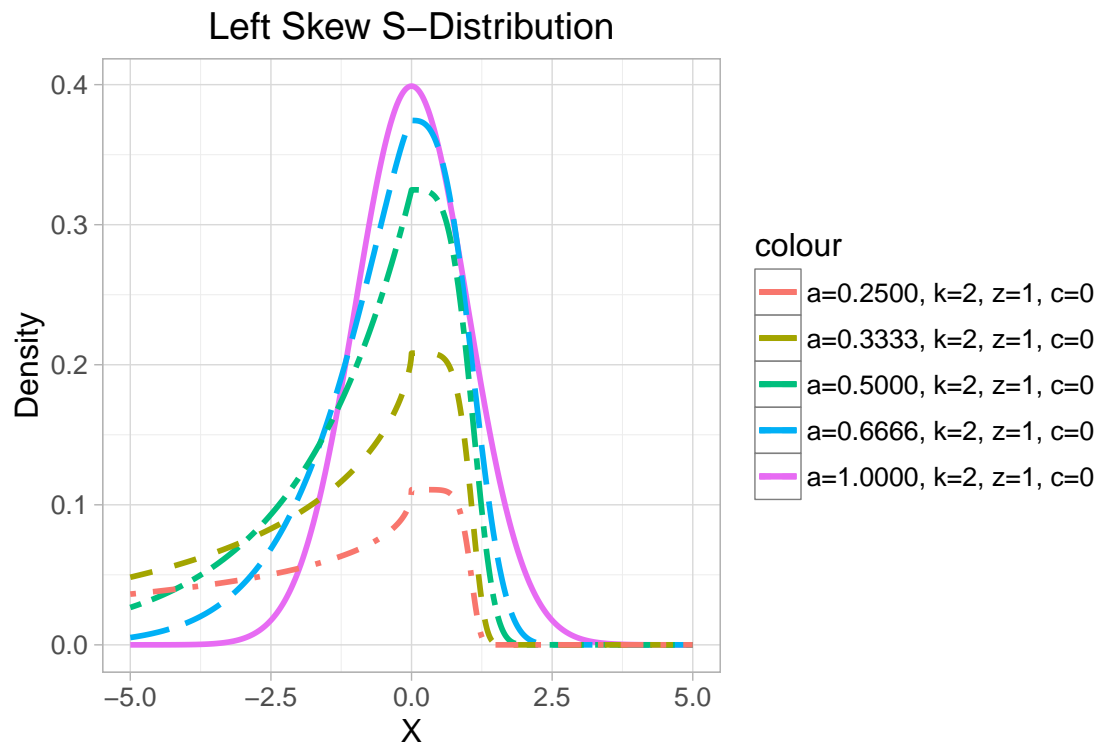 Left Skew S−Distribution
0.4
0.3
0.2
0.1
0.0
Density
−5.0 −2.5 0.0 2.5 5.0
X
colour
a=0.2500, k=2, z=1, c=0
a=0.3333, k=2, z=1, c=0
a=0.5000, k=2, z=1, c=0
a=0.6666, k=2, z=1, c=0
a=1.0000, k=2, z=1, c=0